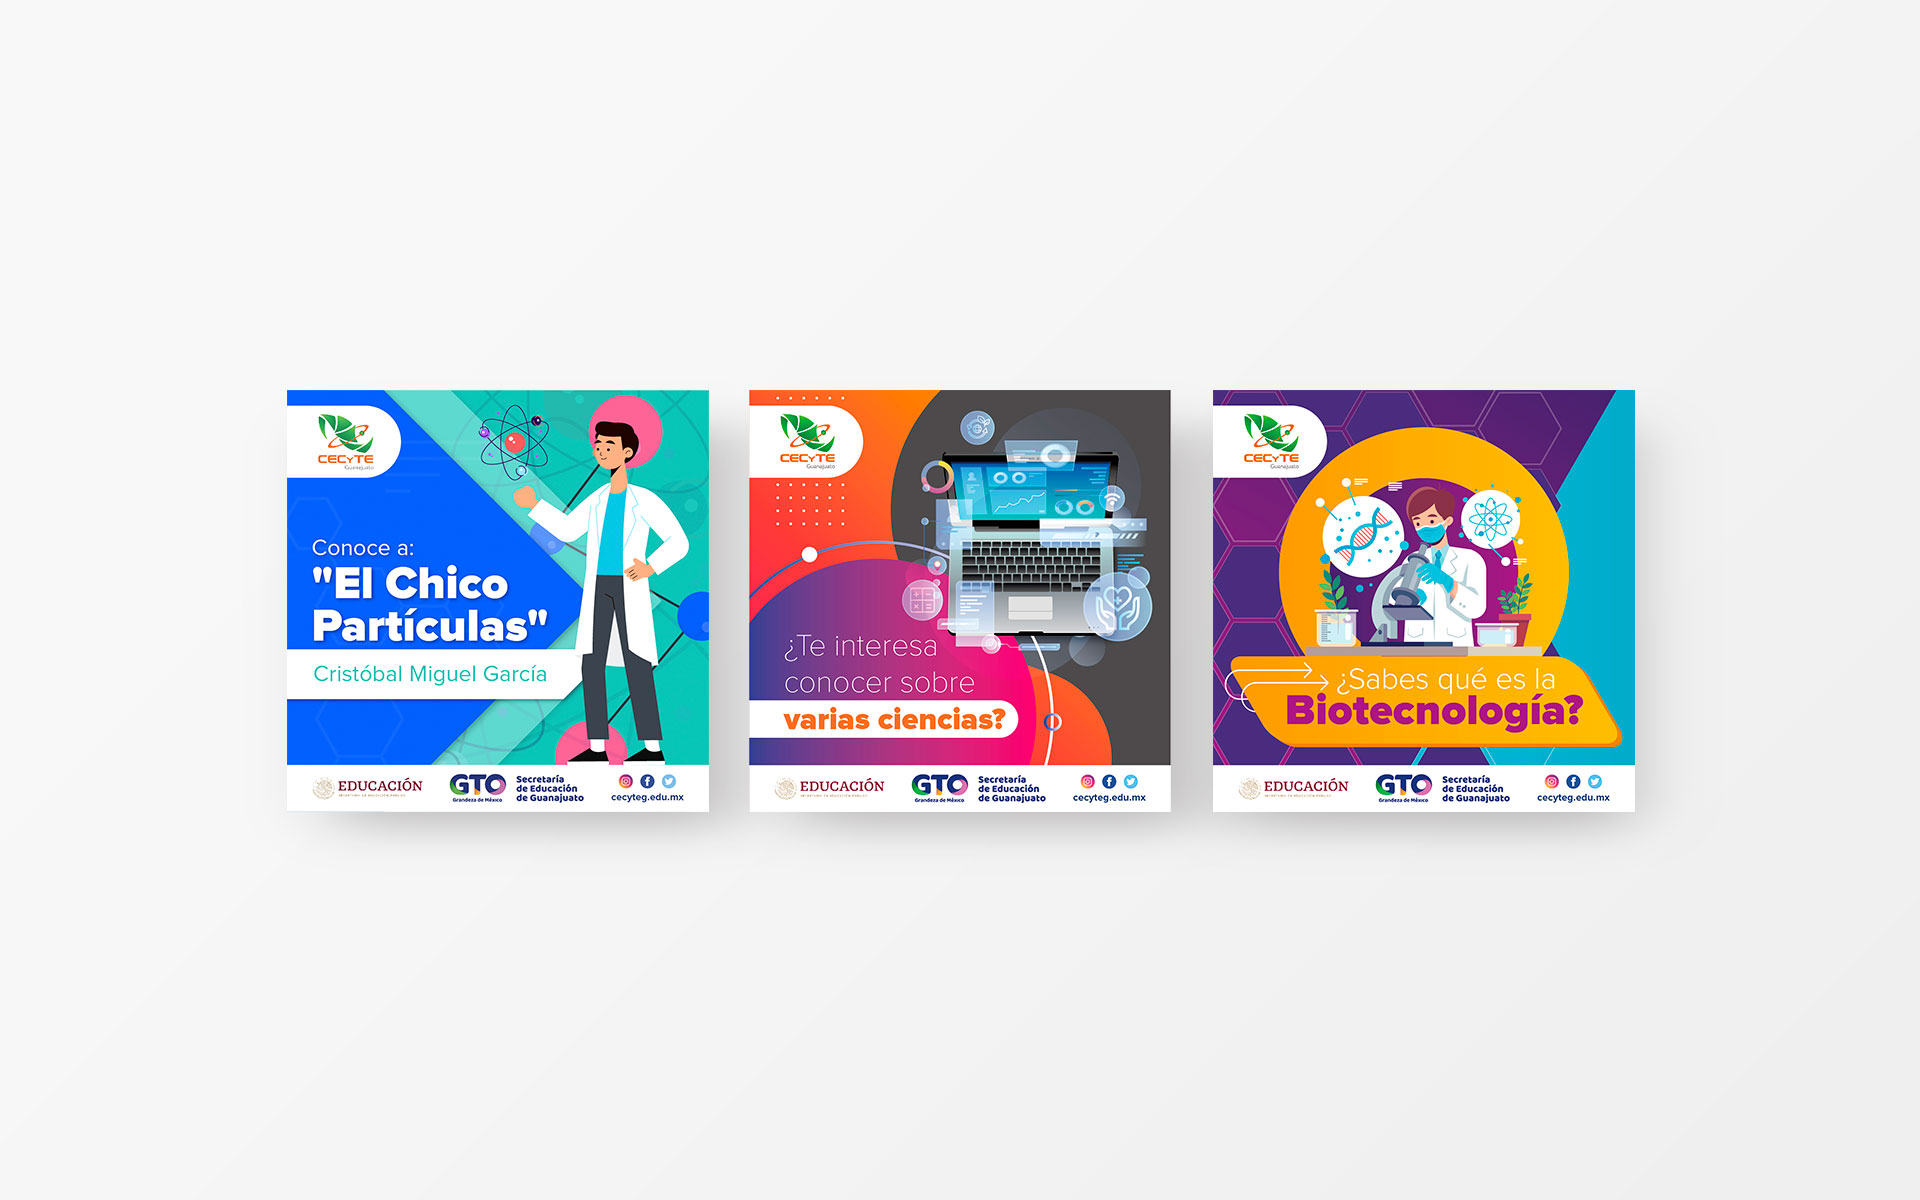 CECyTE
Guanajuato
Conoce a:
"El Chico
Partículas"
Cristóbal Miguel García
EDUCACIÓN
SECRETARÍA DE EDUCACIÓN PÚBLICA
GTO
Grandeza de México
Secretaría
de Educación
de Guanajuato
cecyteg.edu.mx
CECyTE
Guanajuato
¿Te interesa
conocer sobre
varias ciencias?
EDUCACIÓN
SECRETARÍA DE EDUCACIÓN PÚBLICA
GTO
Grandeza de México
Secretaría
de Educación
de Guanajuato
cecyteg.edu.mx
CECyTE
Guanajuato
¿Sabes qué es la
Biotecnología?
EDUCACIÓN
SECRETARÍA DE EDUCACIÓN PÚBLICA
GTO
Grandeza de México
Secretaría
de Educación
de Guanajuato
cecyteg.edu.mx